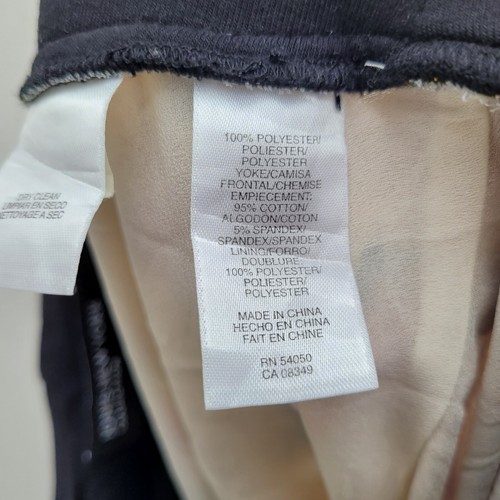 100% POLYESTER/
POLIESTER/
POLYESTER
YOKE/CAMISA
FRONTAL/CHEMISE
EMPIECEMENT:
95% COTTON/
ALGODON/COTON
5% SPANDEX/
SPANDEX/SPANDEX
LINING/FORRO/
DOUBLURE:
100% POLYESTER/
POLIESTER/
POLYESTER
MADE IN CHINA
HECHO EN CHINA
FAIT EN CHINE
RN 54050
CA 08349
DRY CLEAN
LIMPIAR EN SECO
NETTOYAGE A SEC